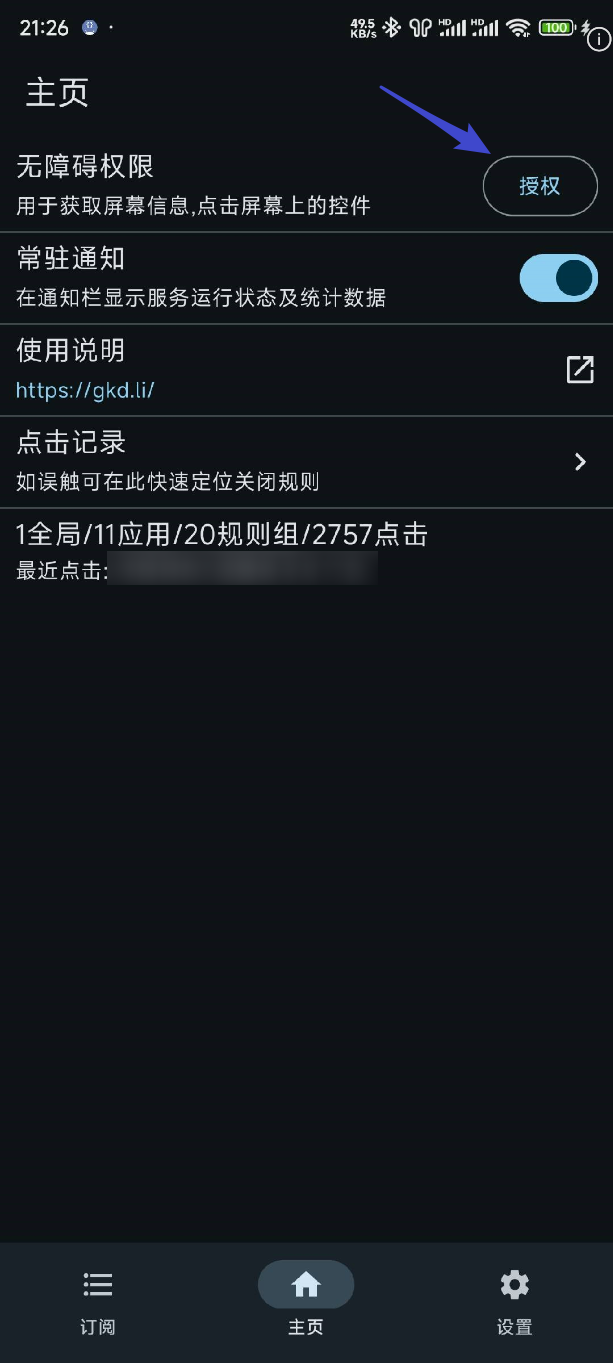 21:26
49.5 KB/s
HD
HD
100
主页
无障碍权限
用于获取屏幕信息,点击屏幕上的控件
授权
常驻通知
在通知栏显示服务运行状态及统计数据
使用说明
https://gkd.li/
点击记录
如误触可在此快速定位关闭规则
1全局/11应用/20规则组/2757点击
最近点击:
订阅
主页
设置